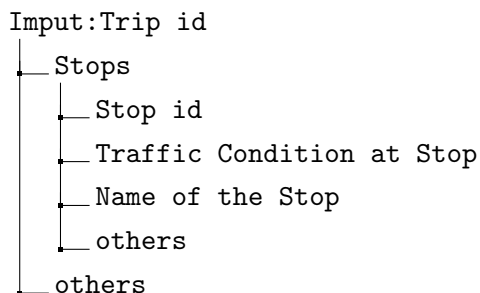 Imput:Trip id
Stops
Stop id
Traffic Condition at Stop
Name of the Stop
others
others